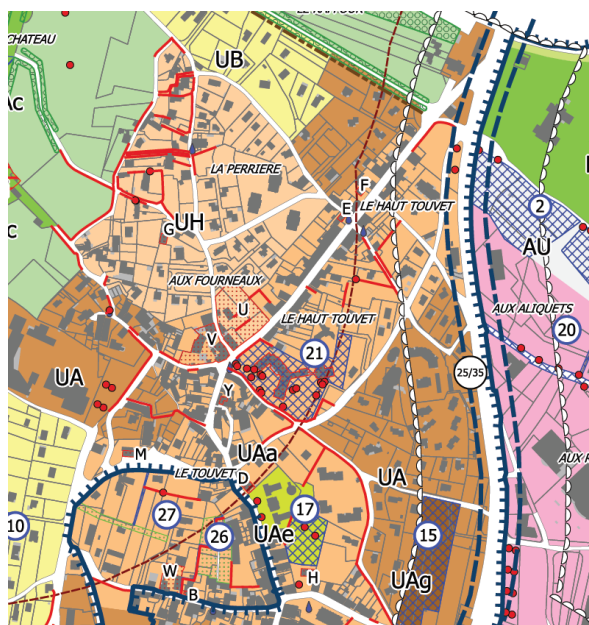 CHATEAU
UB
Ac
LA PERRIERE
F
E
LE HAUT TOUVET
2
UH
G
C
AU
AUX FOURNEAUX
U
LE HAUT TOUVET
AUX ALIQUETS
V
21
20
25/35
UA
Y
UAa
M
LE TOUVET
D
UA
10
27
17
26
UAe
15
W
H
UAg
B